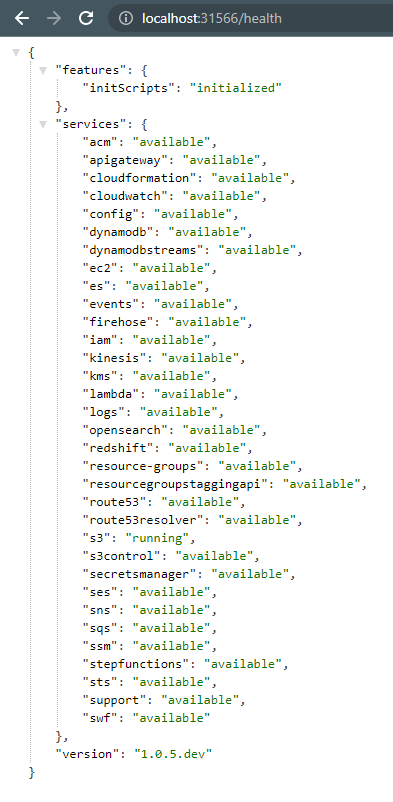 localhost:31566/health
{
"features": {
"initScripts": "initialized"
},
"services": {
"acm": "available",
"apigateway": "available",
"cloudformation": "available",
"cloudwatch": "available",
"config": "available",
"dynamodb": "available",
"dynamodbstreams": "available",
"ec2": "available",
"es": "available",
"events": "available",
"firehose": "available",
"iam": "available",
"kinesis": "available",
"kms": "available",
"lambda": "available",
"logs": "available",
"opensearch": "available",
"redshift": "available",
"resource-groups": "available",
"resourcegroupstaggingapi": "available",
"route53": "available",
"route53resolver": "available",
"s3": "running",
"s3control": "available",
"secretsmanager": "available",
"ses": "available",
"sns": "available",
"sqs": "available",
"ssm": "available",
"stepfunctions": "available",
"sts": "available",
"support": "available",
"swf": "available"
},
"version": "1.0.5.dev"
}